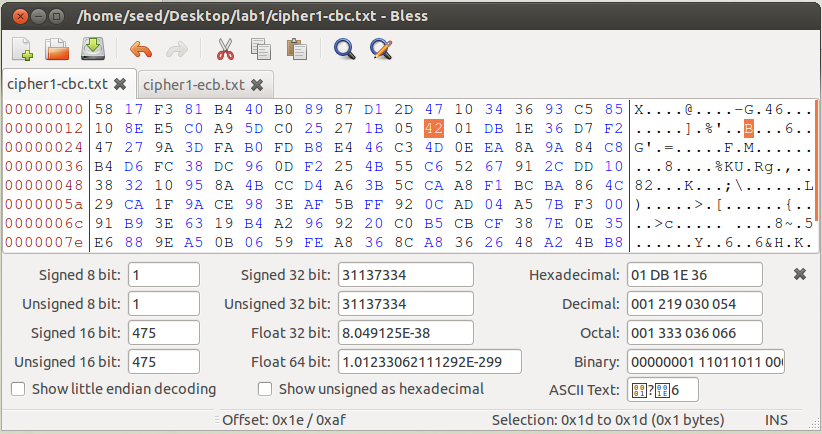 /home/seed/Desktop/lab1/cipher1-cbc.txt - Bless
cipher1-cbc.txt cipher1-ecb.txt
00000000 58 17 F3 81 B4 40 B0 89 87 D1 2D 47 10 34 36 93 C5 85 X....@....-G.46...
00000012 10 8E E5 C0 A9 5D C0 25 27 1B 05 42 01 DB 1E 36 D7 F2 .....].%'..B...6..
00000024 47 27 9A 3D FA B0 FD B8 E4 46 C3 4D 0E EA 8A 9A 84 C8 G'.=.....F.M......
00000036 B4 D6 FC 38 DC 96 0D F2 25 4B 55 C6 52 67 91 2C DD 10 ...8....%KU.Rg.,..
00000048 38 32 10 95 8A 4B CC D4 A6 3B 5C CA A8 F1 BC BA 86 4C 82...K...;\......L
0000005a 29 CA 1F 9A CE 98 3E AF 5B FF 92 0C AD 04 A5 7B F3 00 ).....>.[......{..
0000006c 91 B9 3E 63 19 B4 A2 96 92 20 C0 B5 CB CF 38 7E 0E 35 ..>c..... ....8~.5
0000007e E6 88 9E A5 0B 06 59 FE A8 36 8C A8 36 26 48 A2 4B B8 ......Y..6..6&H.K.
Signed 8 bit: 1 Signed 32 bit: 31137334 Hexadecimal: 01 DB 1E 36
Unsigned 8 bit: 1 Unsigned 32 bit: 31137334 Decimal: 001 219 030 054
Signed 16 bit: 475 Float 32 bit: 8.049125E-38 Octal: 001 333 036 066
Unsigned 16 bit: 475 Float 64 bit: 1.01233062111292E-299 Binary: 00000001 11011011 000
Show little endian decoding Show unsigned as hexadecimal ASCII Text: ?6
Offset: 0x1e / 0xaf Selection: 0x1d to 0x1d (0x1 bytes) INS